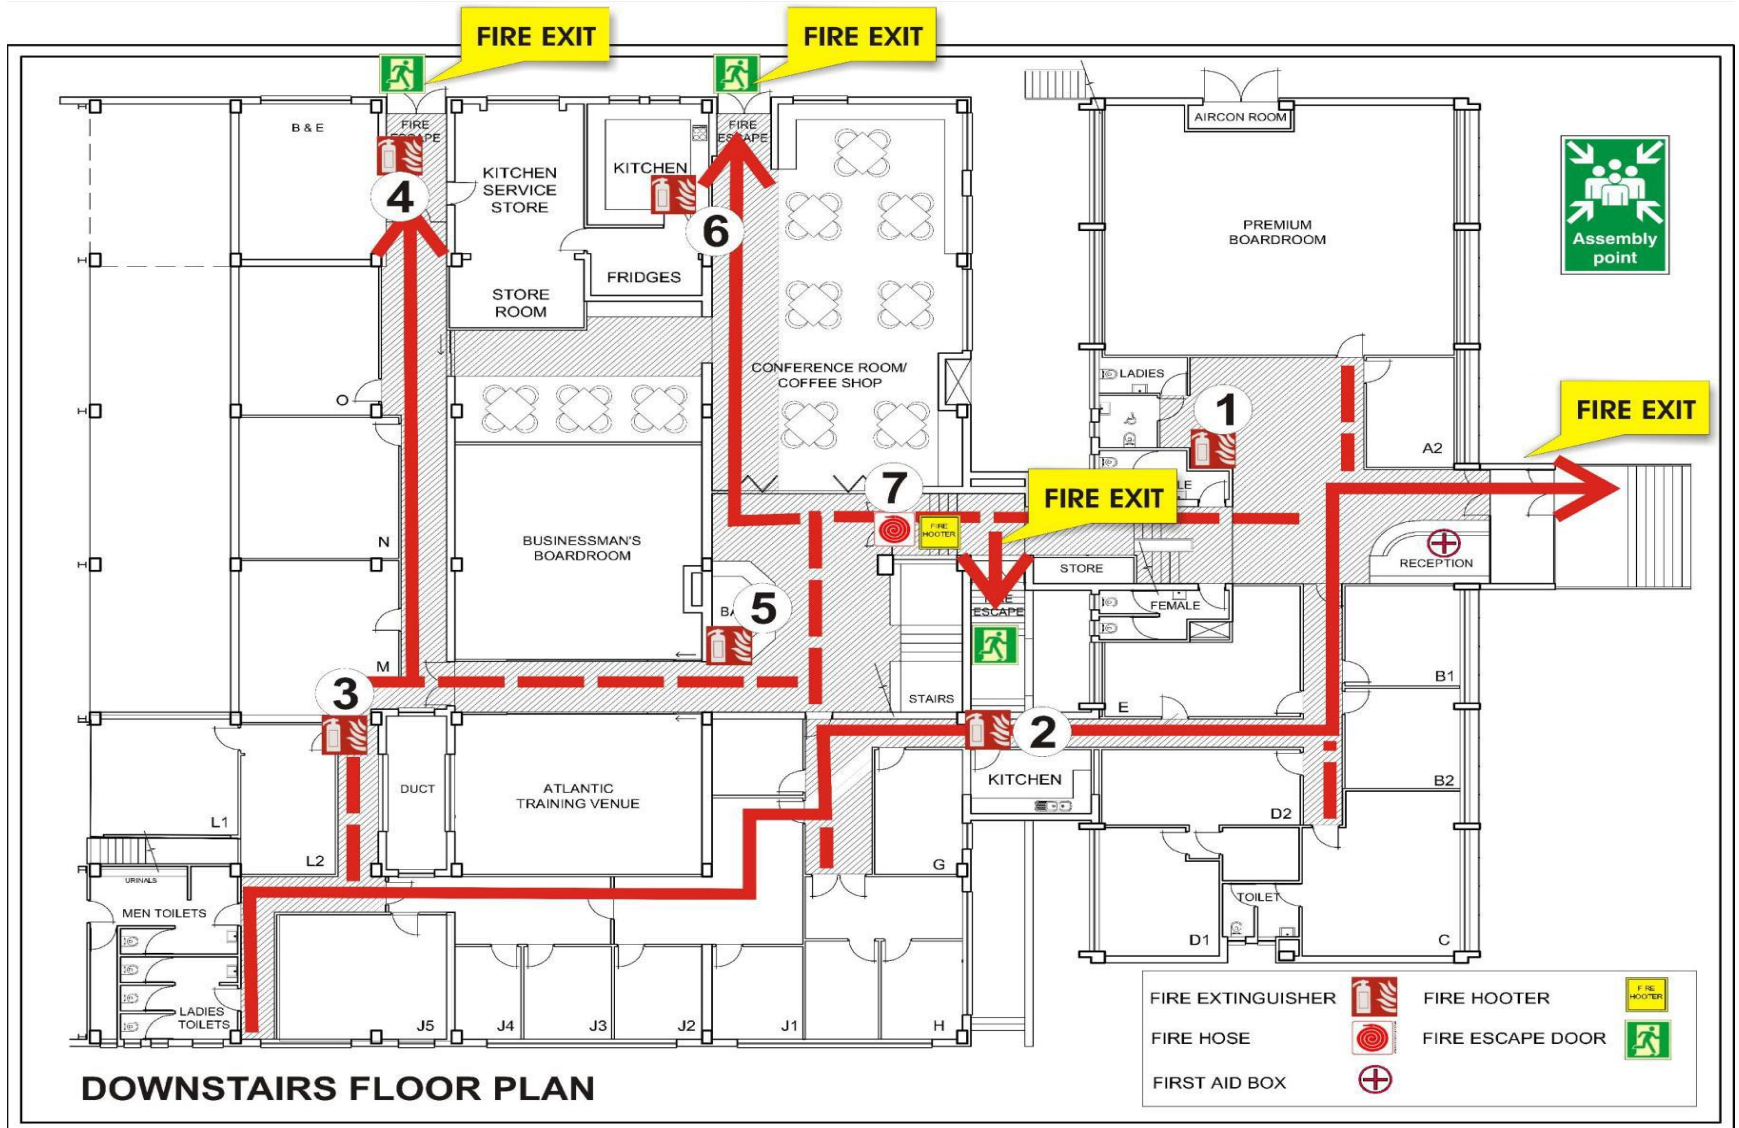 FIRE EXIT
FIRE EXIT
B & E
FIRE
ESCAPE
FIRE
ESCAPE
AIRCON ROOM
KITCHEN
KITCHEN
SERVICE
STORE
4
6
PREMIUM
BOARDROOM
Assembly
point
FRIDGES
STORE
ROOM
CONFERENCE ROOM/
COFFEE SHOP
LADIES
O
1
FIRE EXIT
A2
7
FIRE EXIT
FIRE
HOOTER
N
BUSINESSMAN'S
BOARDROOM
STORE
RECEPTION
5
FEMALE
ESCAPE
M
3
B1
STAIRS
E
2
KITCHEN
DUCT
ATLANTIC
TRAINING VENUE
B2
L1
D2
L2
G
URINALS
MEN TOILETS
TOILET
D1
C
LADIES
TOILETS
J5
J4
J3
J2
J1
H
FIRE EXTINGUISHER
FIRE HOOTER
FIRE
HOOTER
FIRE HOSE
FIRE ESCAPE DOOR
FIRST AID BOX
DOWNSTAIRS FLOOR PLAN